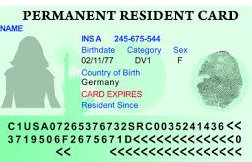 PERMANENT RESIDENT CARD
NAME
INS A 245-675-544
Birthdate Category Sex
02/11/77 DV1 F
Country of Birth
Germany
CARD EXPIRES
Resident Since
C1USA07265376732SRC0035241436<<
3719506F2675671D<<<<<<<<<<<<<0
<< <<<<<<<<<<<<<<<